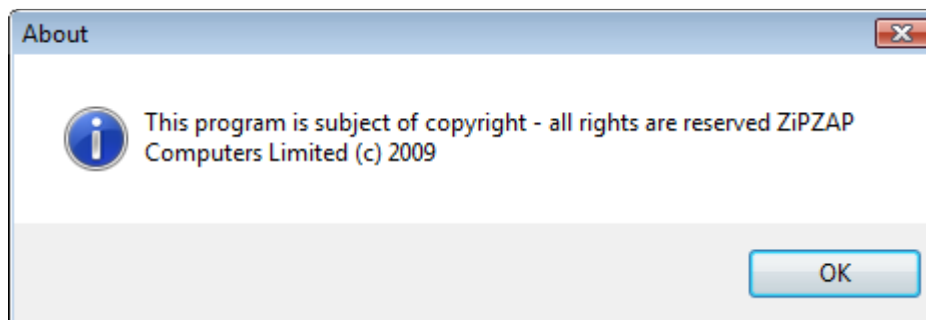 About
This program is subject of copyright - all rights are reserved ZiPZAP
Computers Limited (c) 2009
OK